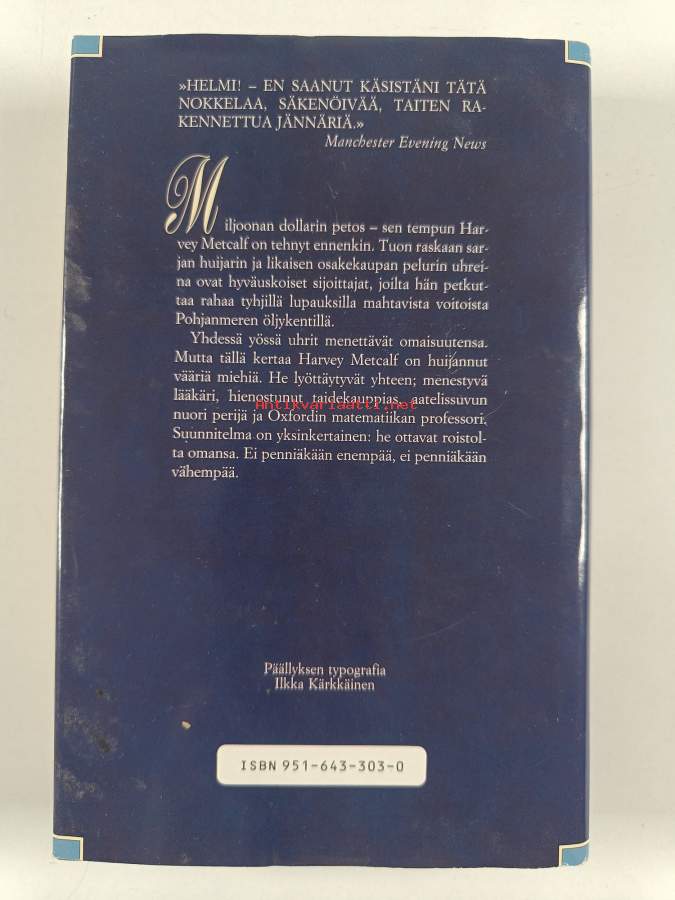 »HELMI! – EN SAANUT KÄSISTÄNI TÄTÄ
NOKKELAA, SÄKENÖIVÄÄ, TAITEN RA-
KENNETTUA JÄNNÄRIÄ.»
Manchester Evening News
Miljoonan dollarin petos – sen tempun Har-
vey Metcalf on tehnyt ennenkin. Tuon raskaan sar-
jan huijarin ja likaisen osakekaupan pelurin uhrei-
na ovat hyväuskoiset sijoittajat, joilta hän petkut-
taa rahaa tyhjillä lupauksilla mahtavista voitoista
Pohjanmeren öljykentillä.
Yhdessä yössä uhrit menettävät omaisuutensa.
Mutta tällä kertaa Harvey Metcalf on huijannut
vääriä miehiä. He lyöttäytyvät yhteen; menestyvä
lääkäri, hienostunut taidekauppias, aatelissuvun
Antikvariaatti.net
nuori perijä ja Oxfordin matematiikan professori.
Suunnitelma on yksinkertainen: he ottavat roistol-
ta omansa. Ei penniäkään enempää, ei penniäkään
vähempää.
Päällyksen typografia
Ilkka Kärkkäinen
ISBN 951-643-303-0